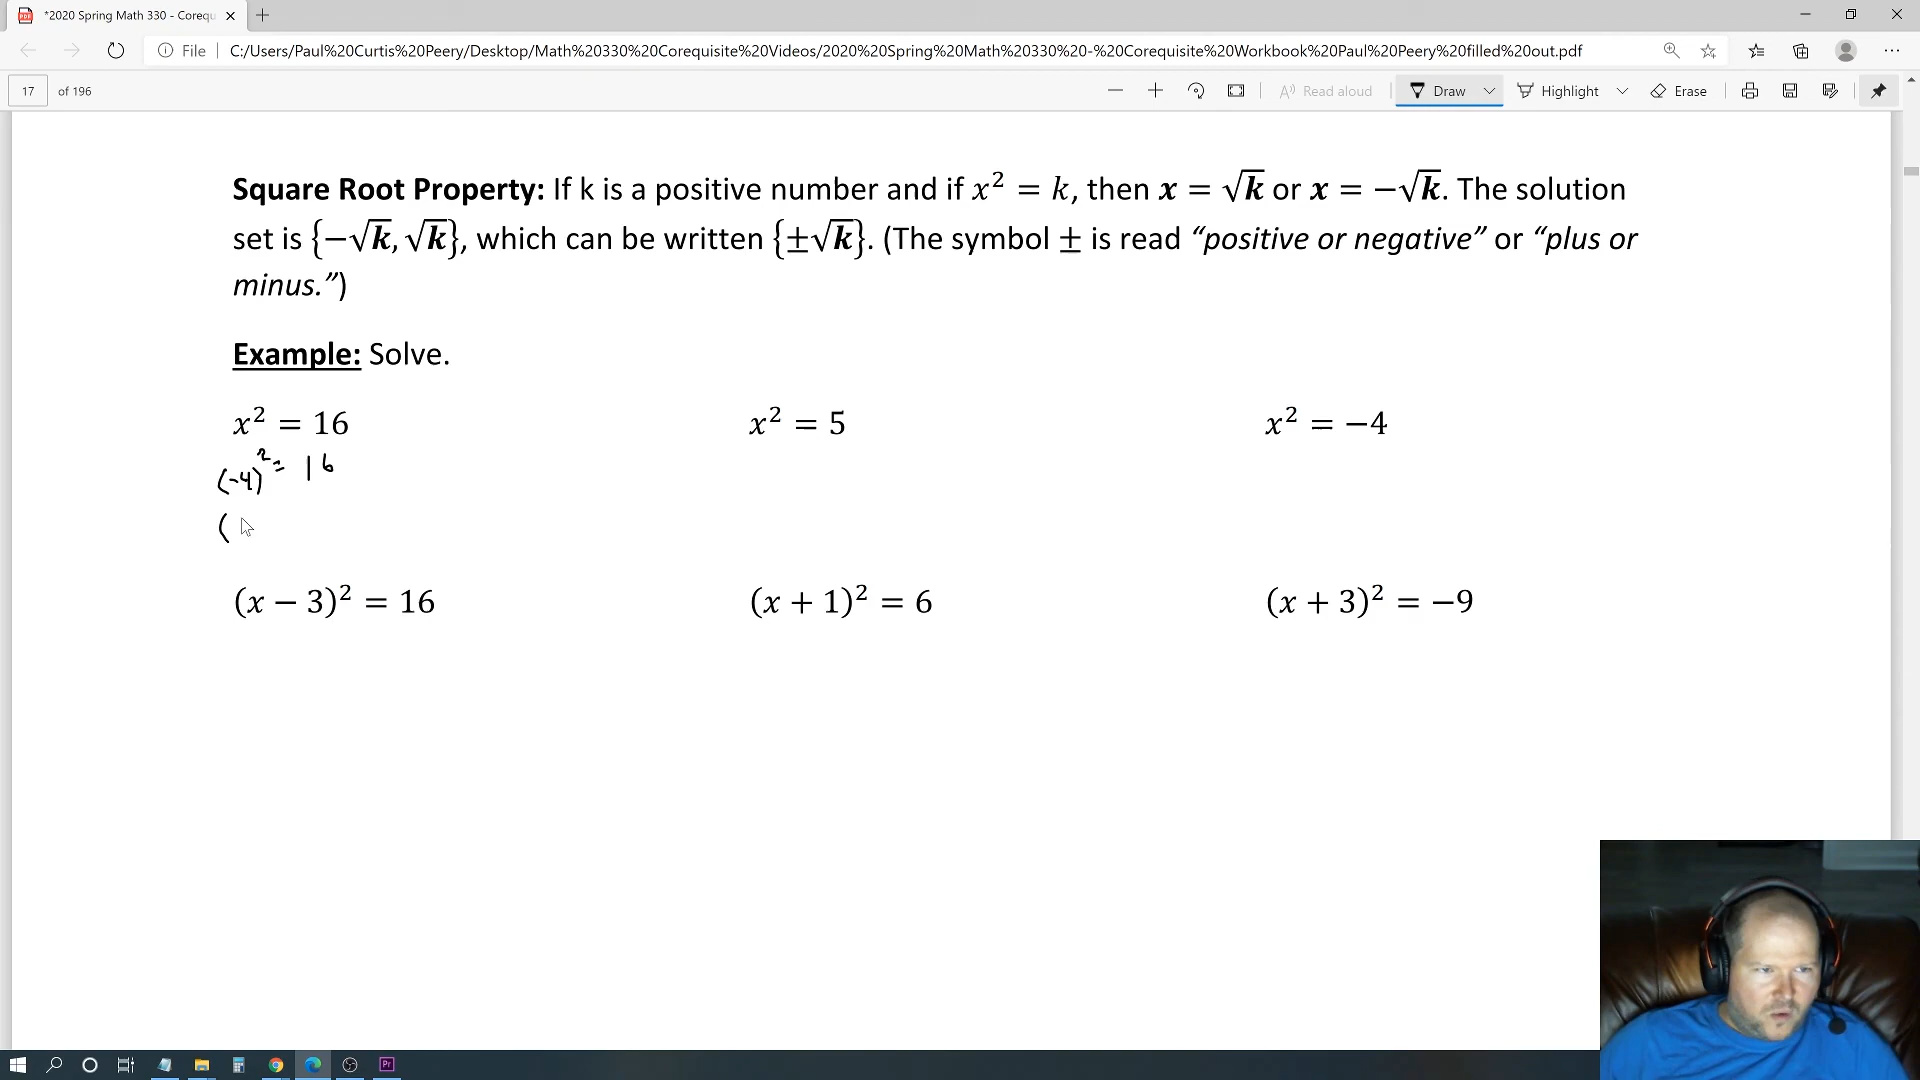 *2020 Spring Math 330 - Corequ
File
C:/Users/Paul%20Curtis%20Peery/Desktop/Math%20330%20Corequisite%20Videos/2020%20Spring%20Math%20330%20-%20Corequisite%20Workbook%20Paul%20Peery%20filled%20out.pdf
17 of 196
Read aloud
Draw
Highlight
Erase
Square Root Property: If k is a positive number and if x² = k, then x = √k or x = −√k. The solution
set is {−√k, √k}, which can be written {±√k}. (The symbol ± is read “positive or negative” or “plus or
minus.”)
Example: Solve.
x² = 16
x² = 5
x² = −4
(-4)² = 16
(
(x − 3)² = 16
(x + 1)² = 6
(x + 3)² = −9
Pr